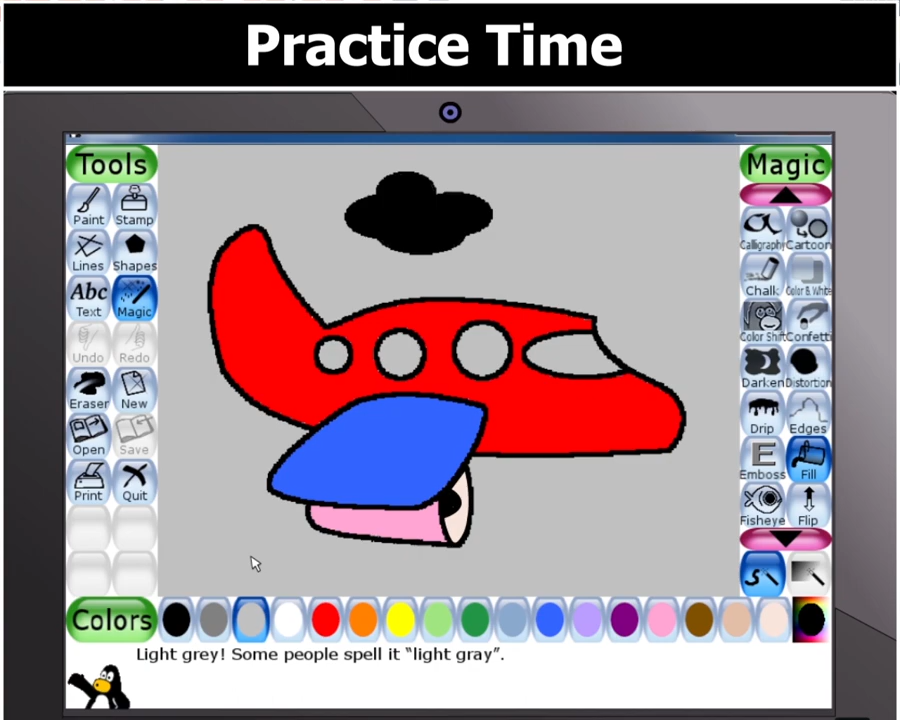 Practice Time
Tools
Magic
Paint
Stamp
Lines
Shapes
Abc
Text
Magic
Undo
Redo
Eraser
New
Open
Save
Print
Quit
Calligraphy
Cartoon
Chalk
Color & White
Color Shift
Confetti
Darken
Distortion
Drip
Edges
E
Emboss
Fill
Fisheye
Flip
Colors
Light grey! Some people spell it “light gray”.